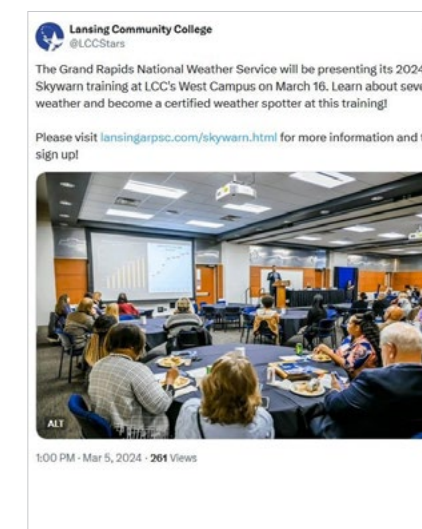 Lansing Community College
@LCCStars
The Grand Rapids National Weather Service will be presenting its 2024
Skywarn training at LCC's West Campus on March 16. Learn about seve
weather and become a certified weather spotter at this training!
Please visit lansingarpsc.com/skywarn.html for more information and t
sign up!
ALT
1:00 PM · Mar 5, 2024 · 261 Views